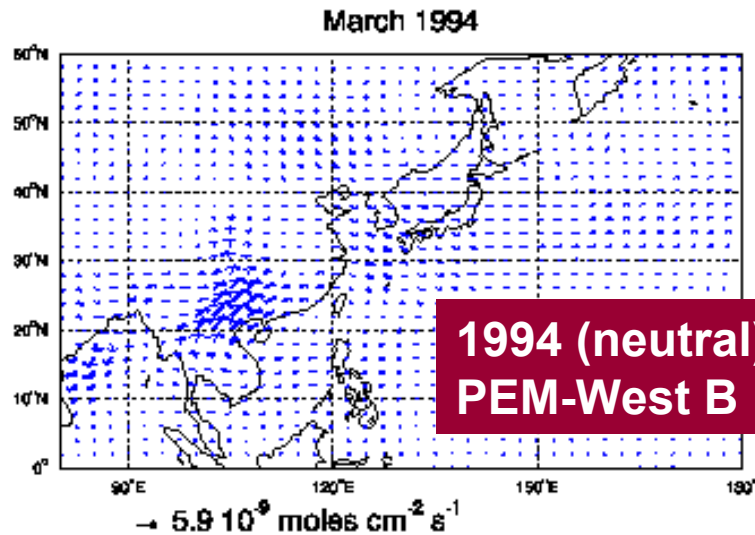 March 1994
60°N
50°N
40°N
30°N
20°N
10°N
0°
90°E
120°E
150°E
180°
1994 (neutral)
PEM-West B
→ 5.9 10⁻⁹ moles cm⁻² s⁻¹